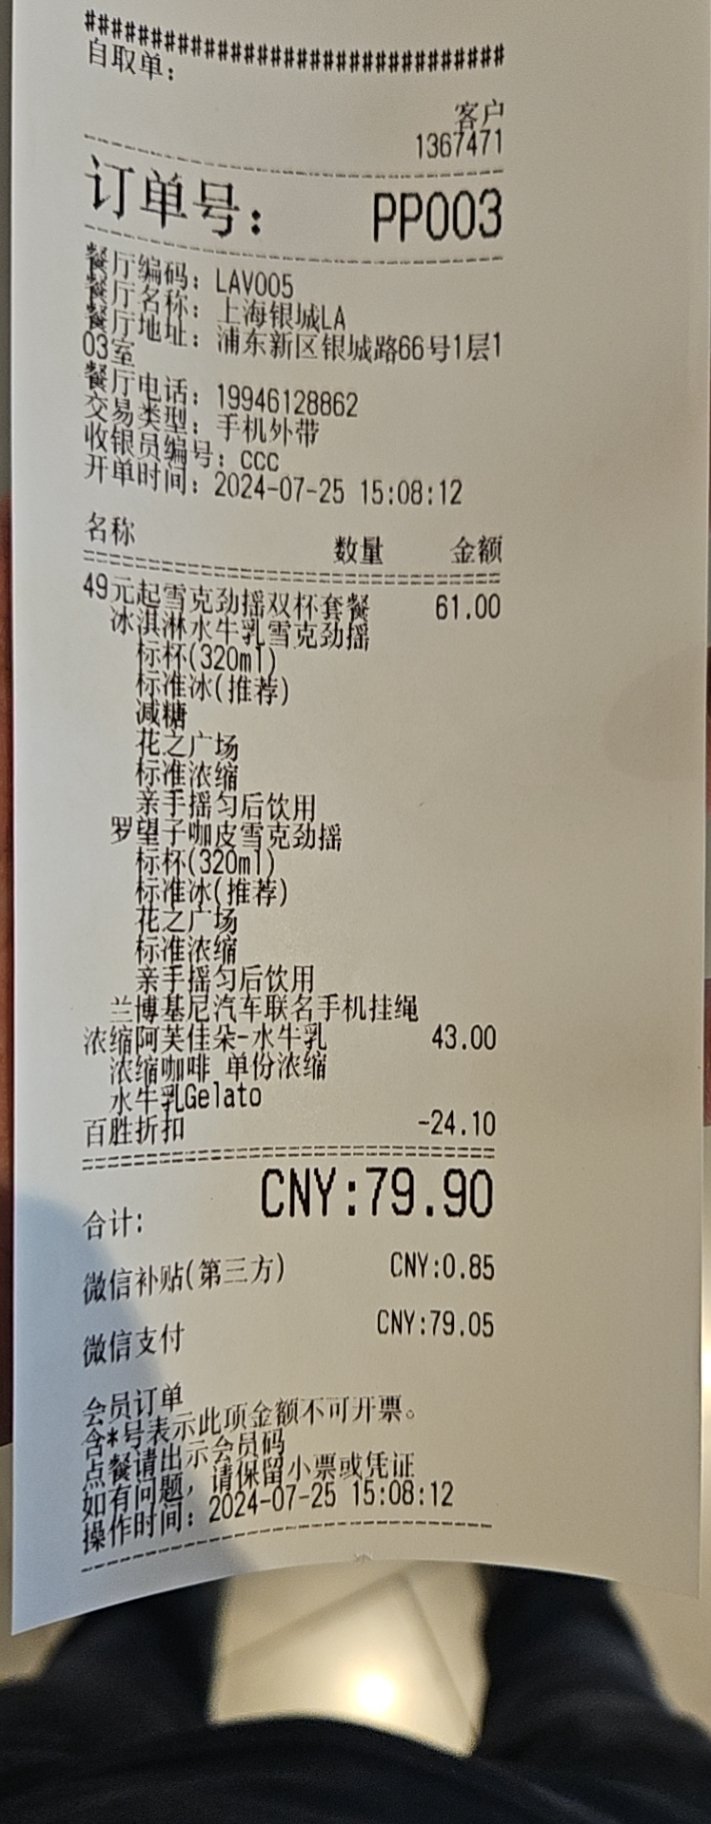 ################################
自取单：
客户
1367471
订单号： PP003
餐厅编码：LAV005
餐厅名称：上海银城LA
餐厅地址：浦东新区银城路66号1层1
03室
餐厅电话：19946128862
交易类型：手机外带
收银员编号：ccc
开单时间：2024-07-25 15:08:12
名称 数量 金额
49元起雪克劲摇双杯套餐 61.00
冰淇淋水牛乳雪克劲摇
标杯(320ml)
标准冰(推荐)
减糖
花之广场
标准浓缩
亲手摇匀后饮用
罗望子咖皮雪克劲摇
标杯(320ml)
标准冰(推荐)
花之广场
标准浓缩
亲手摇匀后饮用
兰博基尼汽车联名手机挂绳
浓缩阿芙佳朵-水牛乳 43.00
浓缩咖啡 单份浓缩
水牛乳Gelato
百胜折扣 -24.10
合计: CNY:79.90
微信补贴(第三方) CNY:0.85
微信支付 CNY:79.05
会员订单
含*号表示此项金额不可开票。
点餐请出示会员码
如有问题，请保留小票或凭证
操作时间：2024-07-25 15:08:12